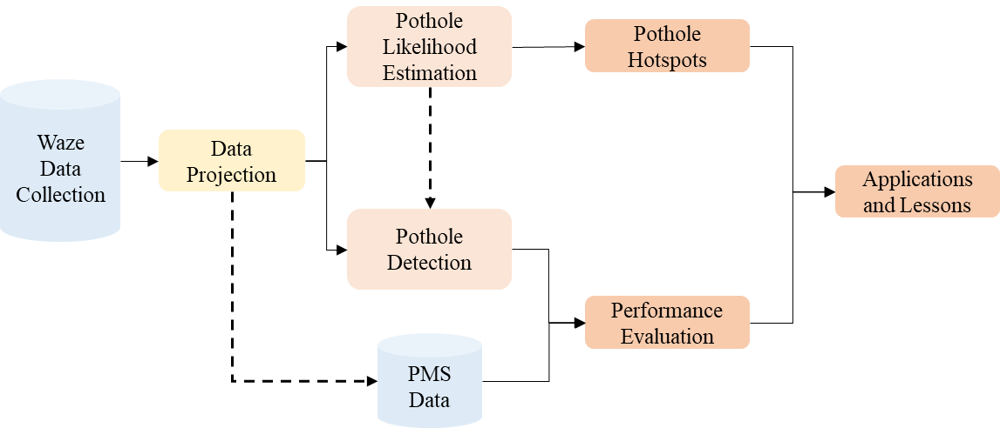 Waze
Data
Collection
Data
Projection
Pothole
Likelihood
Estimation
Pothole
Hotspots
Pothole
Detection
PMS
Data
Performance
Evaluation
Applications
and Lessons